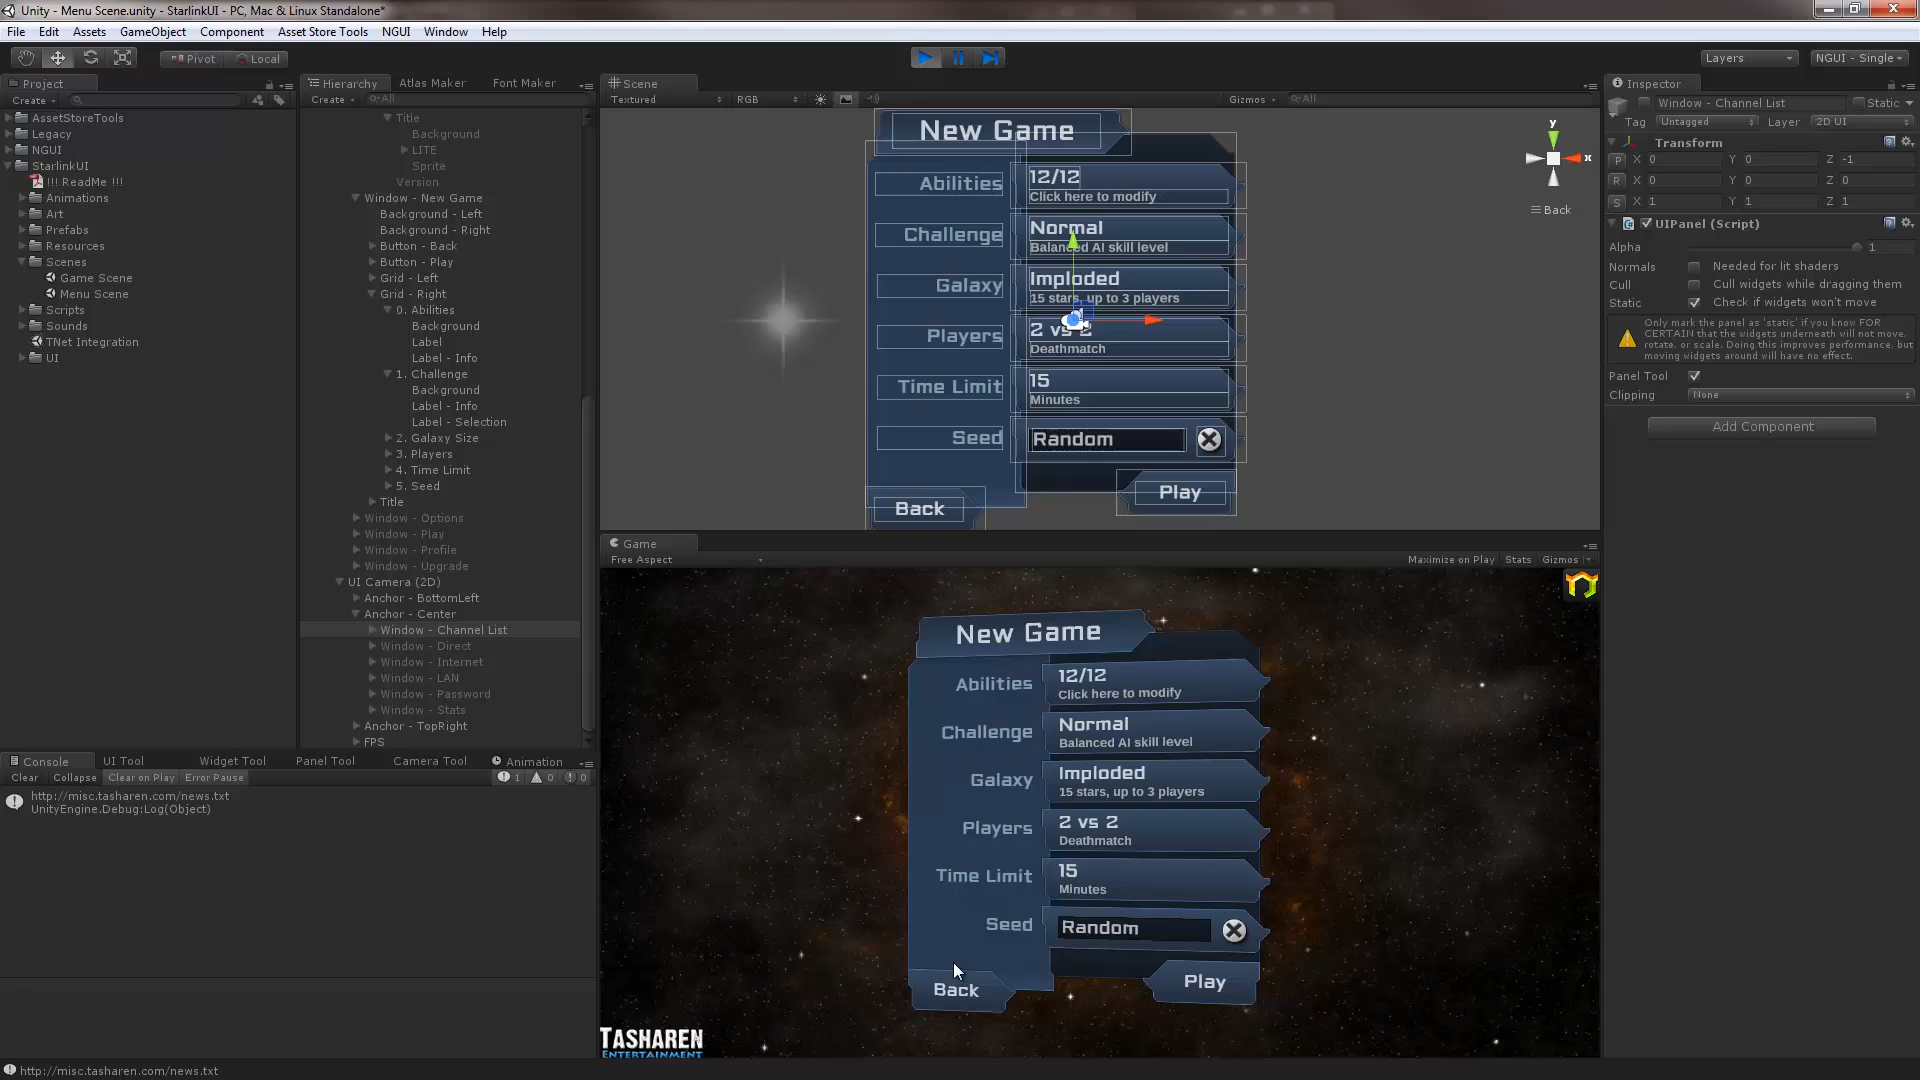 Unity - Menu Scene.unity - StarlinkUI - PC, Mac & Linux Standalone*
File Edit Assets GameObject Component Asset Store Tools NGUI Window Help
Pivot Local
Layers NGUI - Single
Project
Create
AssetStoreTools
Legacy
NGUI
StarlinkUI
!!! ReadMe !!!
Animations
Art
Prefabs
Resources
Scenes
Game Scene
Menu Scene
Scripts
Sounds
TNet Integration
UI
Hierarchy Atlas Maker Font Maker
Create All
Title
Background
LITE
Sprite
Version
Window - New Game
Background - Left
Background - Right
Button - Back
Button - Play
Grid - Left
Grid - Right
0. Abilities
Background
Label
Label - Info
1. Challenge
Background
Label - Info
Label - Selection
2. Galaxy Size
3. Players
4. Time Limit
5. Seed
Title
Window - Options
Window - Play
Window - Profile
Window - Upgrade
UI Camera (2D)
Anchor - BottomLeft
Anchor - Center
Window - Channel List
Window - Direct
Window - Internet
Window - LAN
Window - Password
Window - Stats
Anchor - TopRight
FPS
Scene
Textured RGB Gizmos All
New Game
Abilities 12/12
Click here to modify
Challenge Normal
Balanced AI skill level
Galaxy Imploded
15 stars, up to 3 players
Players 2 vs 2
Deathmatch
Time Limit 15
Minutes
Seed Random
Play
Back
y
x
Back
Game
Free Aspect Maximize on Play Stats Gizmos
New Game
Abilities 12/12
Click here to modify
Challenge Normal
Balanced AI skill level
Galaxy Imploded
15 stars, up to 3 players
Players 2 vs 2
Deathmatch
Time Limit 15
Minutes
Seed Random
Back Play
TASHAREN
ENTERTAINMENT
Inspector
Window - Channel List Static
Tag Untagged Layer 2D UI
Transform
P X 0 Y 0 Z -1
R X 0 Y 0 Z 0
S X 1 Y 1 Z 1
UIPanel (Script)
Alpha 1
Normals Needed for lit shaders
Cull Cull widgets while dragging them
Static Check if widgets won't move
Only mark the panel as 'static' if you know FOR
CERTAIN that the widgets underneath will not move,
rotate, or scale. Doing this improves performance, but
moving widgets around will have no effect.
Panel Tool
Clipping None
Add Component
Console UI Tool Widget Tool Panel Tool Camera Tool Animation
Clear Collapse Clear on Play Error Pause 1 0 0
http://misc.tasharen.com/news.txt
UnityEngine.Debug:Log(Object)
http://misc.tasharen.com/news.txt